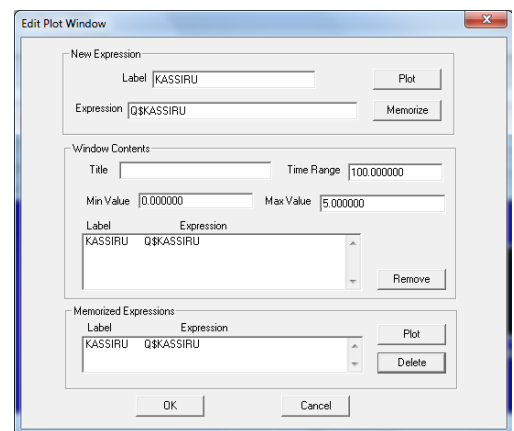 Edit Plot Window
New Expression
Label KASSIRU Plot
Expression Q$KASSIRU Memorize
Window Contents
Title Time Range 100.000000
Min Value 0.000000 Max Value 5.000000
Label Expression
KASSIRU Q$KASSIRU
Remove
Memorized Expressions
Label Expression
KASSIRU Q$KASSIRU
Plot
Delete
OK Cancel